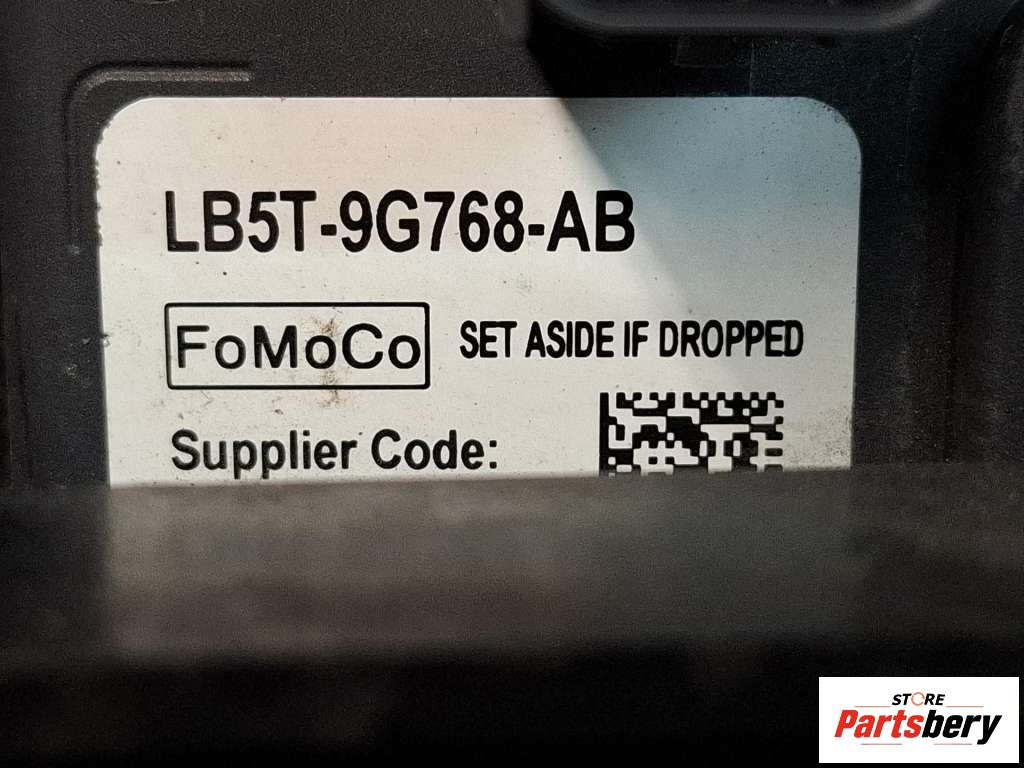 LB5T-9G768-AB
FoMoCo SET ASIDE IF DROPPED
Supplier Code:
STORE
Partsbery